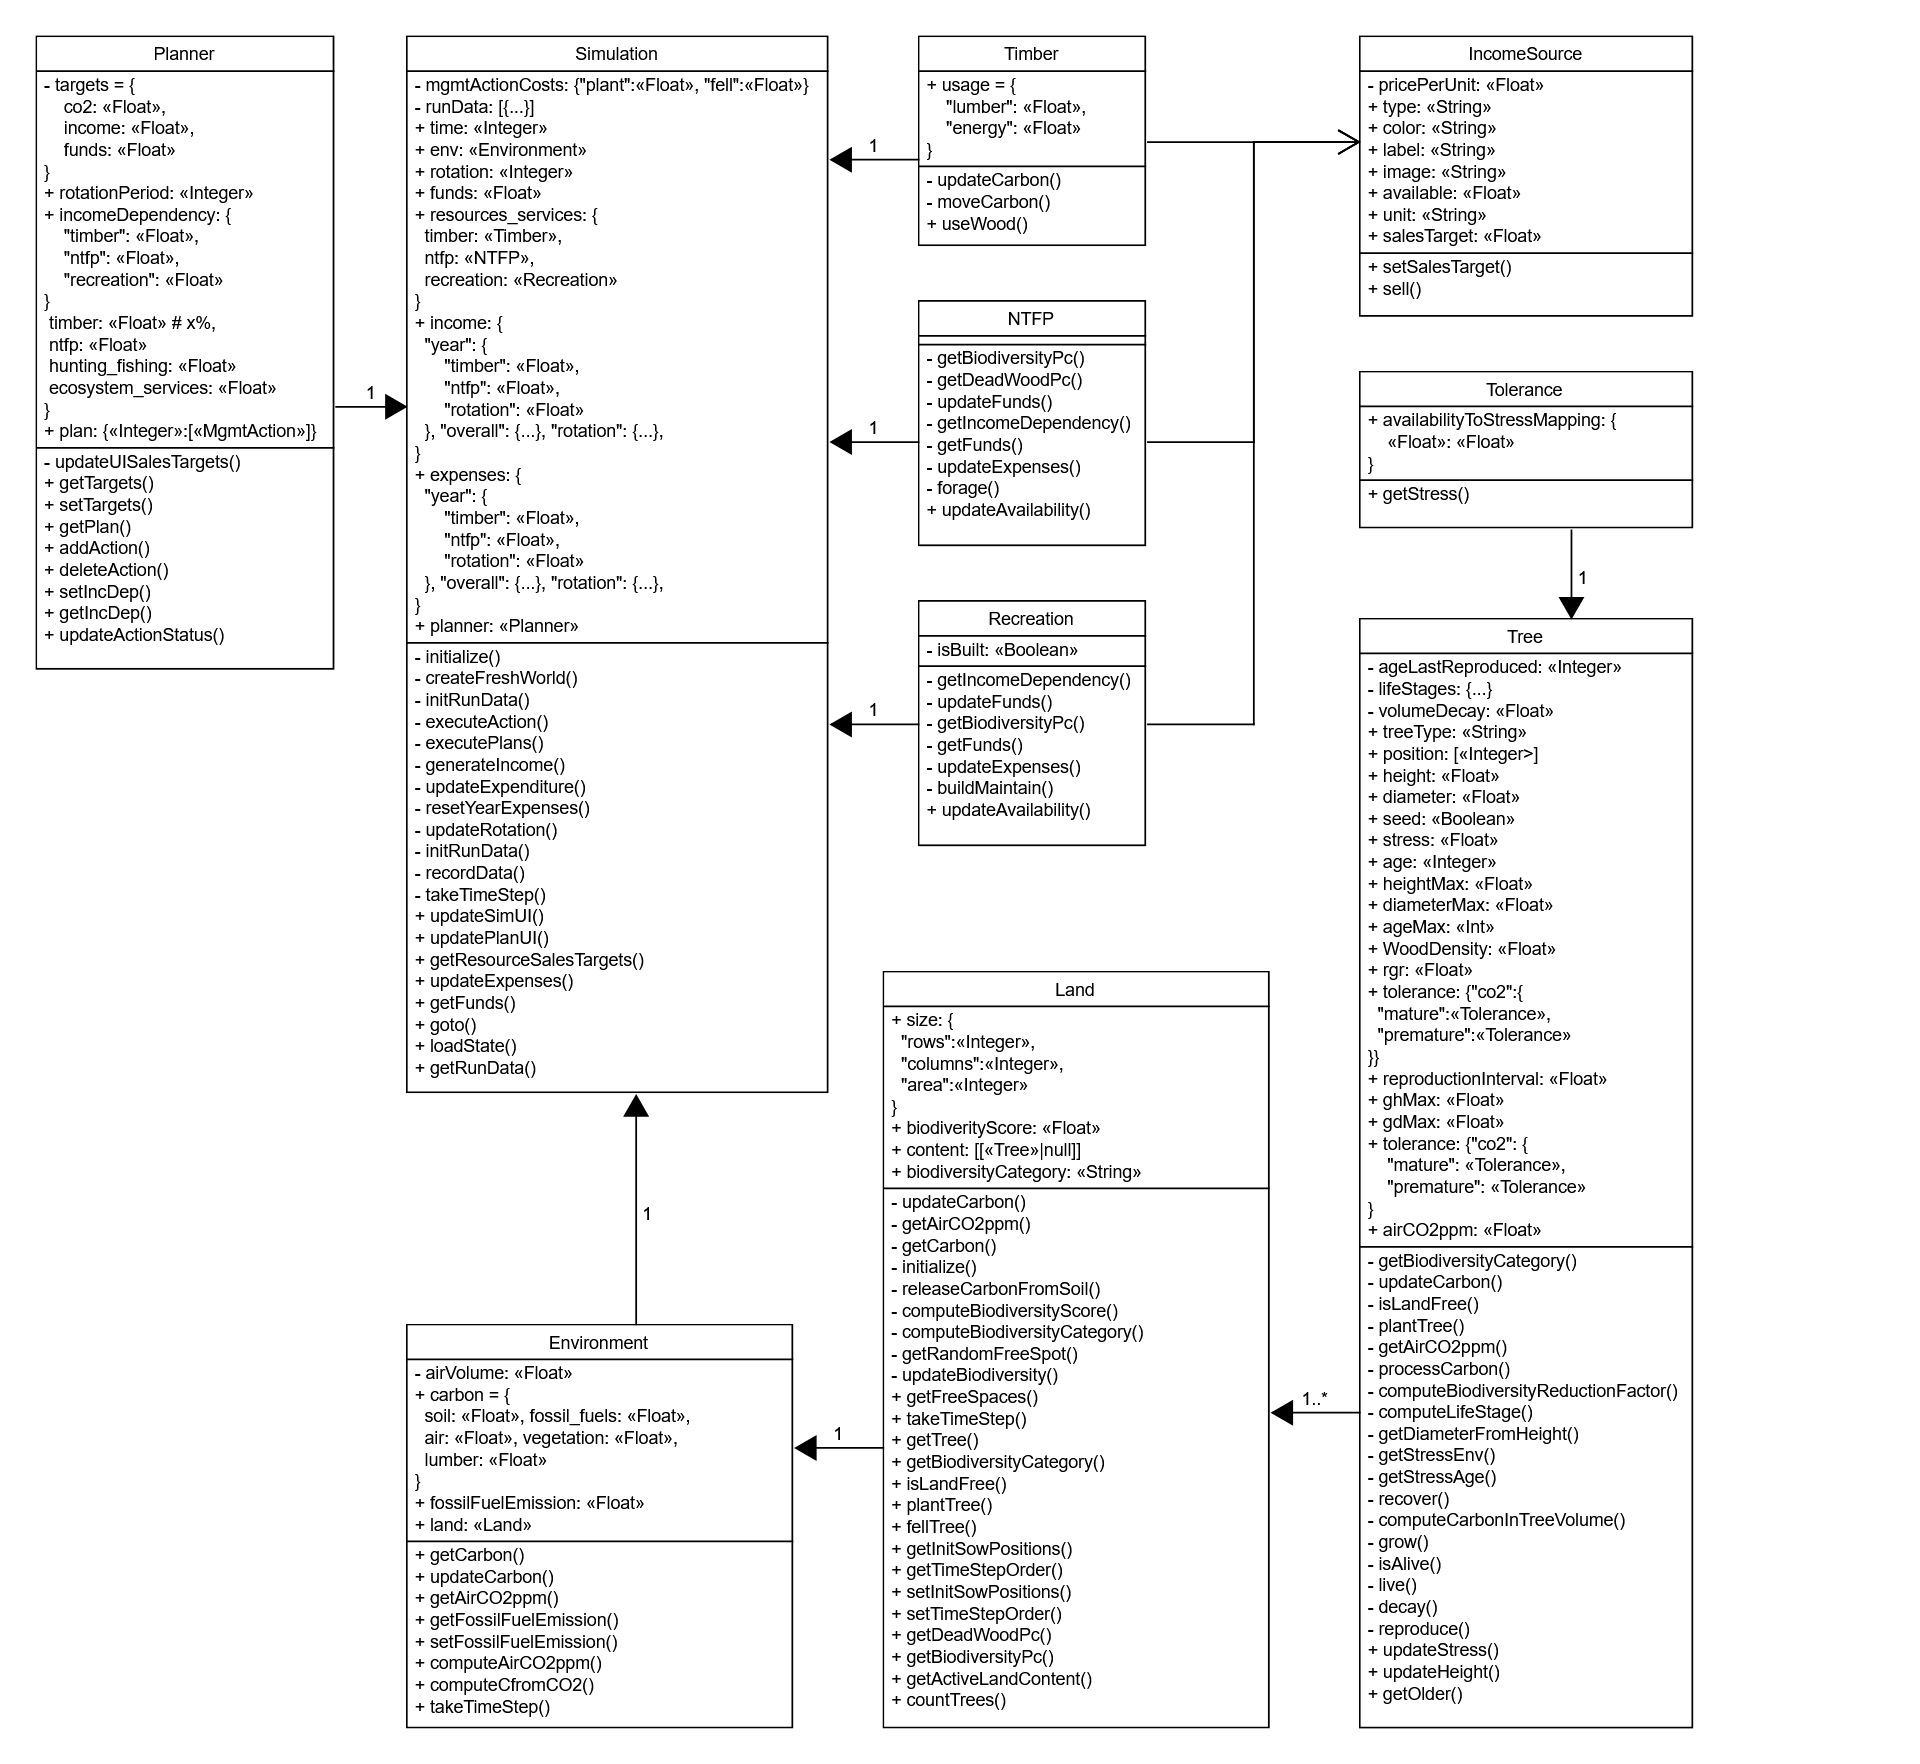 Planner
- targets = {
co2: «Float»,
income: «Float»,
funds: «Float»
}
+ rotationPeriod: «Integer»
+ incomeDependency: {
"timber": «Float»,
"ntfp": «Float»,
"recreation": «Float»
}
timber: «Float» # x%,
ntfp: «Float»
hunting_fishing: «Float»
ecosystem_services: «Float»
}
+ plan: {«Integer»:[«MgmtAction»]}
- updateUISalesTargets()
+ getTargets()
+ setTargets()
+ getPlan()
+ addAction()
+ deleteAction()
+ setIncDep()
+ getIncDep()
+ updateActionStatus()
1
Simulation
- mgmtActionCosts: {"plant":«Float», "fell":«Float»}
- runData: [{...}]
+ time: «Integer»
+ env: «Environment»
+ rotation: «Integer»
+ funds: «Float»
+ resources_services: {
timber: «Timber»,
ntfp: «NTFP»,
recreation: «Recreation»
}
+ income: {
"year": {
"timber": «Float»,
"ntfp": «Float»,
"rotation": «Float»
}, "overall": {...}, "rotation": {...},
}
+ expenses: {
"year": {
"timber": «Float»,
"ntfp": «Float»,
"rotation": «Float»
}, "overall": {...}, "rotation": {...},
}
+ planner: «Planner»
- initialize()
- createFreshWorld()
- initRunData()
- executeAction()
- executePlans()
- generateIncome()
- updateExpenditure()
- resetYearExpenses()
- updateRotation()
- initRunData()
- recordData()
- takeTimeStep()
+ updateSimUI()
+ updatePlanUI()
+ getResourceSalesTargets()
+ updateExpenses()
+ getFunds()
+ goto()
+ loadState()
+ getRunData()
1
Environment
- airVolume: «Float»
+ carbon = {
soil: «Float», fossil_fuels: «Float»,
air: «Float», vegetation: «Float»,
lumber: «Float»
}
+ fossilFuelEmission: «Float»
+ land: «Land»
+ getCarbon()
+ updateCarbon()
+ getAirCO2ppm()
+ getFossilFuelEmission()
+ setFossilFuelEmission()
+ computeAirCO2ppm()
+ computeCfromCO2()
+ takeTimeStep()
1
Timber
+ usage = {
"lumber": «Float»,
"energy": «Float»
}
- updateCarbon()
- moveCarbon()
+ useWood()
1
NTFP
- getBiodiversityPc()
- getDeadWoodPc()
- updateFunds()
- getIncomeDependency()
- getFunds()
- updateExpenses()
- forage()
+ updateAvailability()
1
Recreation
- isBuilt: «Boolean»
- getIncomeDependency()
- updateFunds()
- getBiodiversityPc()
- getFunds()
- updateExpenses()
- buildMaintain()
+ updateAvailability()
1
Land
+ size: {
"rows":«Integer»,
"columns":«Integer»,
"area":«Integer»
}
+ biodiverityScore: «Float»
+ content: [[«Tree»|null]]
+ biodiversityCategory: «String»
- updateCarbon()
- getAirCO2ppm()
- getCarbon()
- initialize()
- releaseCarbonFromSoil()
- computeBiodiversityScore()
- computeBiodiversityCategory()
- getRandomFreeSpot()
- updateBiodiversity()
+ getFreeSpaces()
+ takeTimeStep()
+ getTree()
+ getBiodiversityCategory()
+ isLandFree()
+ plantTree()
+ fellTree()
+ getInitSowPositions()
+ getTimeStepOrder()
+ setInitSowPositions()
+ setTimeStepOrder()
+ getDeadWoodPc()
+ getBiodiversityPc()
+ getActiveLandContent()
+ countTrees()
1..*
IncomeSource
- pricePerUnit: «Float»
+ type: «String»
+ color: «String»
+ label: «String»
+ image: «String»
+ available: «Float»
+ unit: «String»
+ salesTarget: «Float»
+ setSalesTarget()
+ sell()
Tolerance
+ availabilityToStressMapping: {
«Float»: «Float»
}
+ getStress()
1
Tree
- ageLastReproduced: «Integer»
- lifeStages: {...}
- volumeDecay: «Float»
+ treeType: «String»
+ position: [«Integer>]
+ height: «Float»
+ diameter: «Float»
+ seed: «Boolean»
+ stress: «Float»
+ age: «Integer»
+ heightMax: «Float»
+ diameterMax: «Float»
+ ageMax: «Int»
+ WoodDensity: «Float»
+ rgr: «Float»
+ tolerance: {"co2":{
"mature":«Tolerance»,
"premature":«Tolerance»
}}
+ reproductionInterval: «Float»
+ ghMax: «Float»
+ gdMax: «Float»
+ tolerance: {"co2": {
"mature": «Tolerance»,
"premature": «Tolerance»
}
+ airCO2ppm: «Float»
- getBiodiversityCategory()
- updateCarbon()
- isLandFree()
- plantTree()
- getAirCO2ppm()
- processCarbon()
- computeBiodiversityReductionFactor()
- computeLifeStage()
- getDiameterFromHeight()
- getStressEnv()
- getStressAge()
- recover()
- computeCarbonInTreeVolume()
- grow()
- isAlive()
- live()
- decay()
- reproduce()
+ updateStress()
+ updateHeight()
+ getOlder()